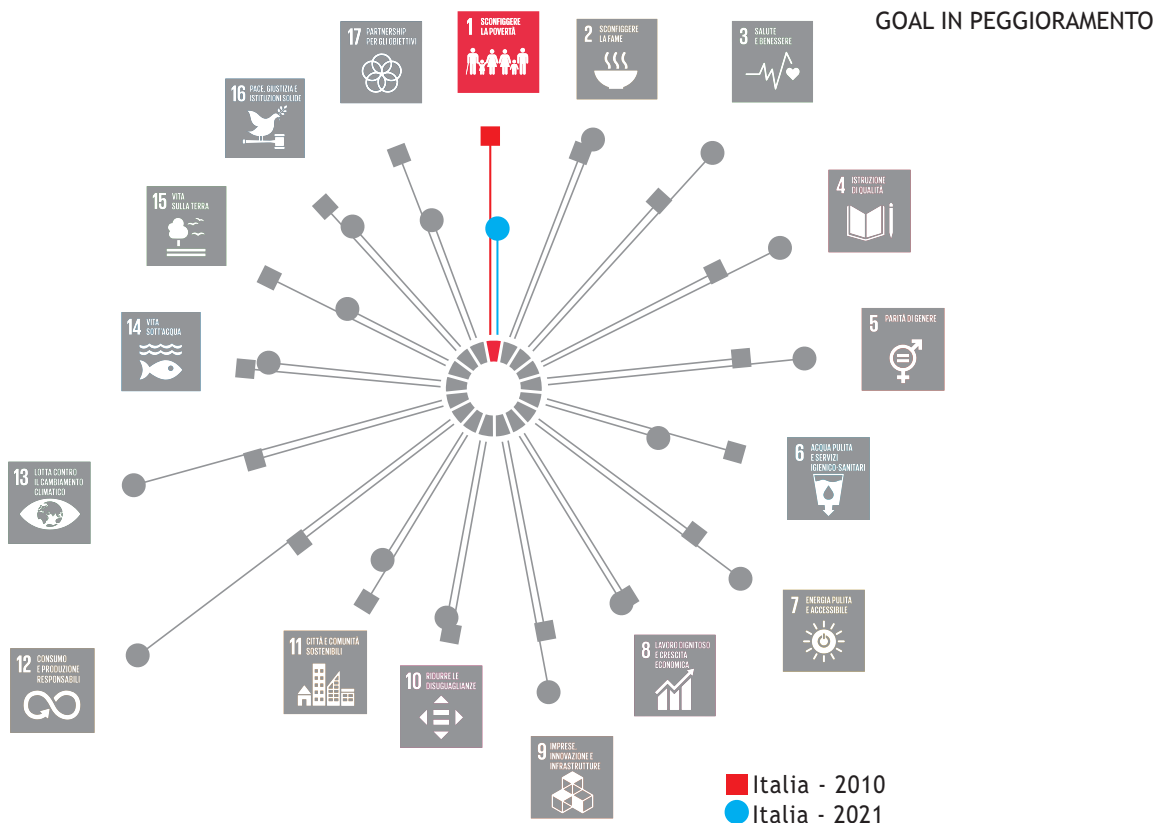 GOAL IN PEGGIORAMENTO
1 SCONFIGGERE
LA POVERTÀ
2 SCONFIGGERE
LA FAME
3 SALUTE
E BENESSERE
4 ISTRUZIONE
DI QUALITÀ
5 PARITÀ DI GENERE
6 ACQUA PULITA
E SERVIZI
IGIENICO-SANITARI
7 ENERGIA PULITA
E ACCESSIBILE
8 LAVORO DIGNITOSO
E CRESCITA
ECONOMICA
9 IMPRESE,
INNOVAZIONE E
INFRASTRUTTURE
10 RIDURRE LE
DISUGUAGLIANZE
11 CITTÀ E COMUNITÀ
SOSTENIBILI
12 CONSUMO
E PRODUZIONE
RESPONSABILI
13 LOTTA CONTRO
IL CAMBIAMENTO
CLIMATICO
14 VITA
SOTT'ACQUA
15 VITA
SULLA TERRA
16 PACE, GIUSTIZIA E
ISTITUZIONI SOLIDE
17 PARTNERSHIP
PER GLI OBIETTIVI
Italia - 2010
Italia - 2021